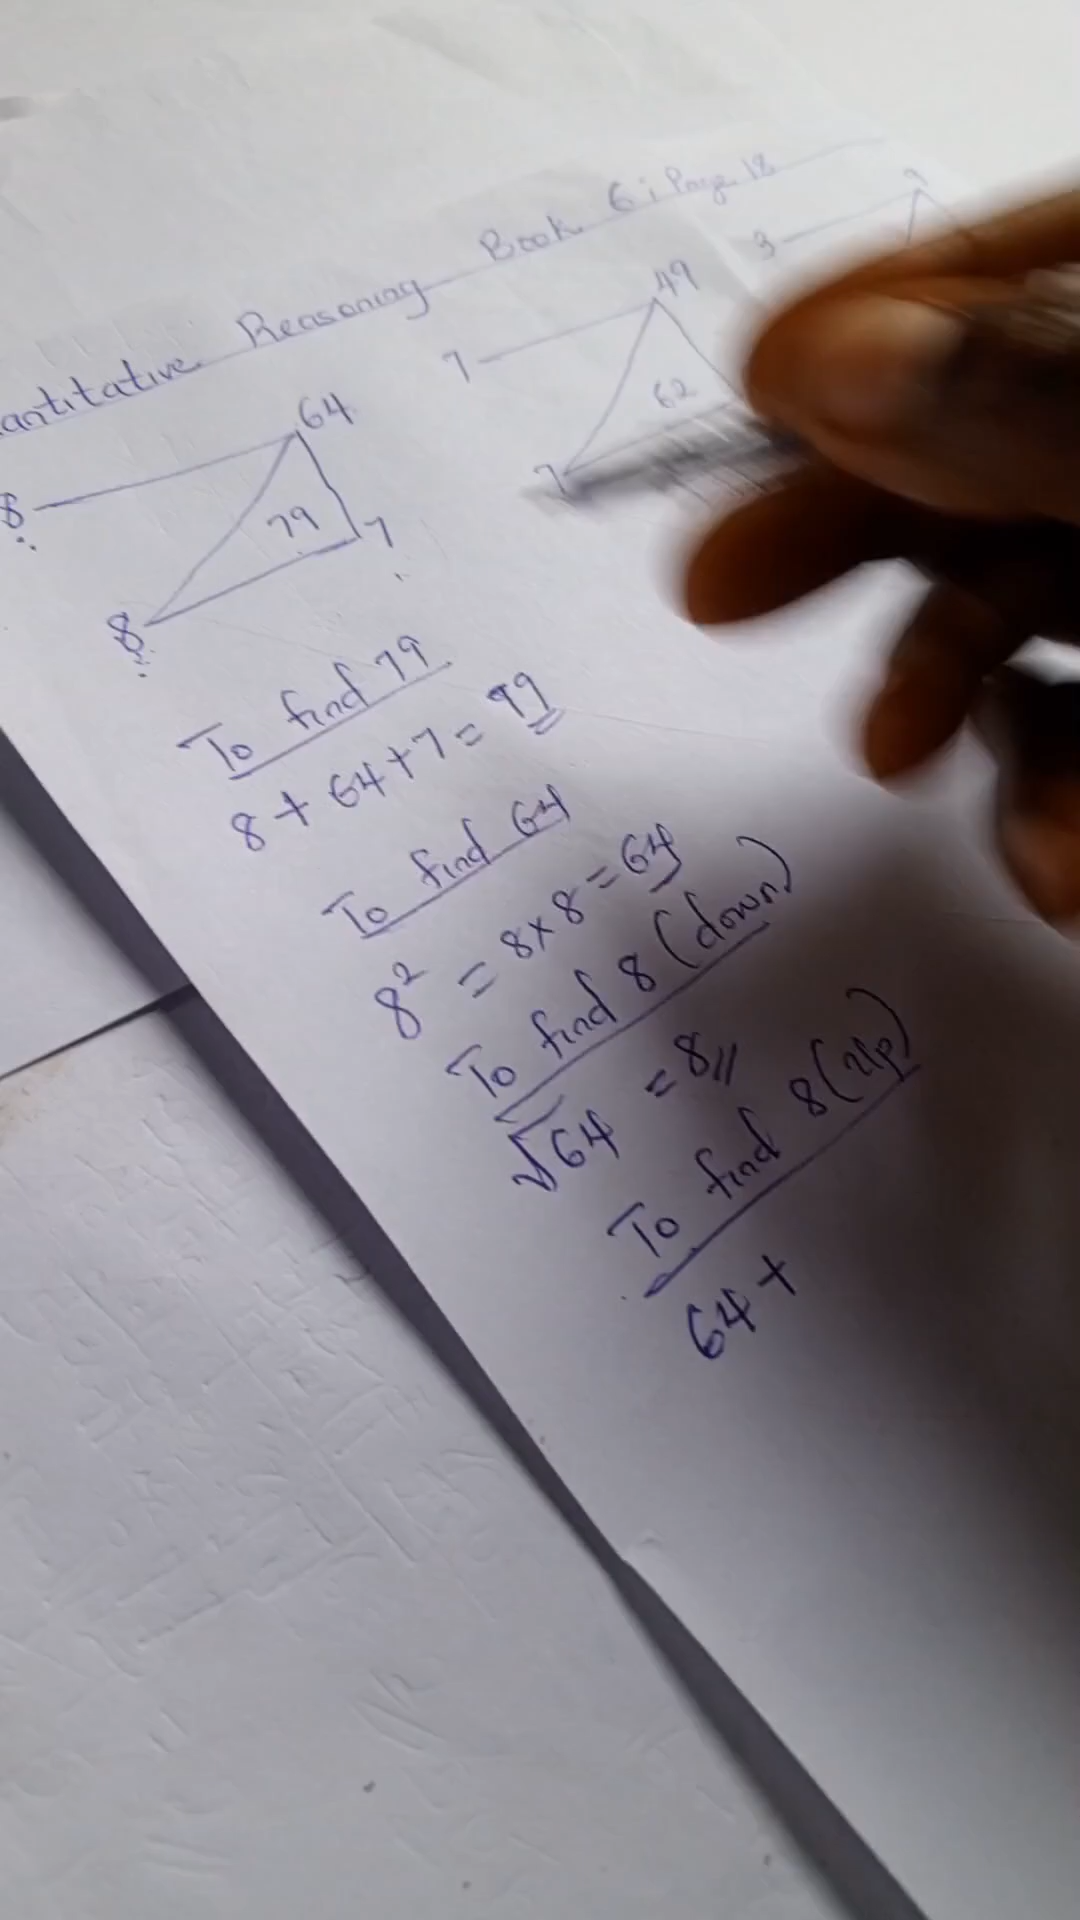 antitative Reasoning Book 6 : Page 18
8
64
79
7
8
7
49
62
7
3
9
To find 79
8 + 64 + 7 = 79
To find 64
8² = 8 × 8 = 64
To find 8 (down)
√64 = 8
To find 8 (up)
64 +